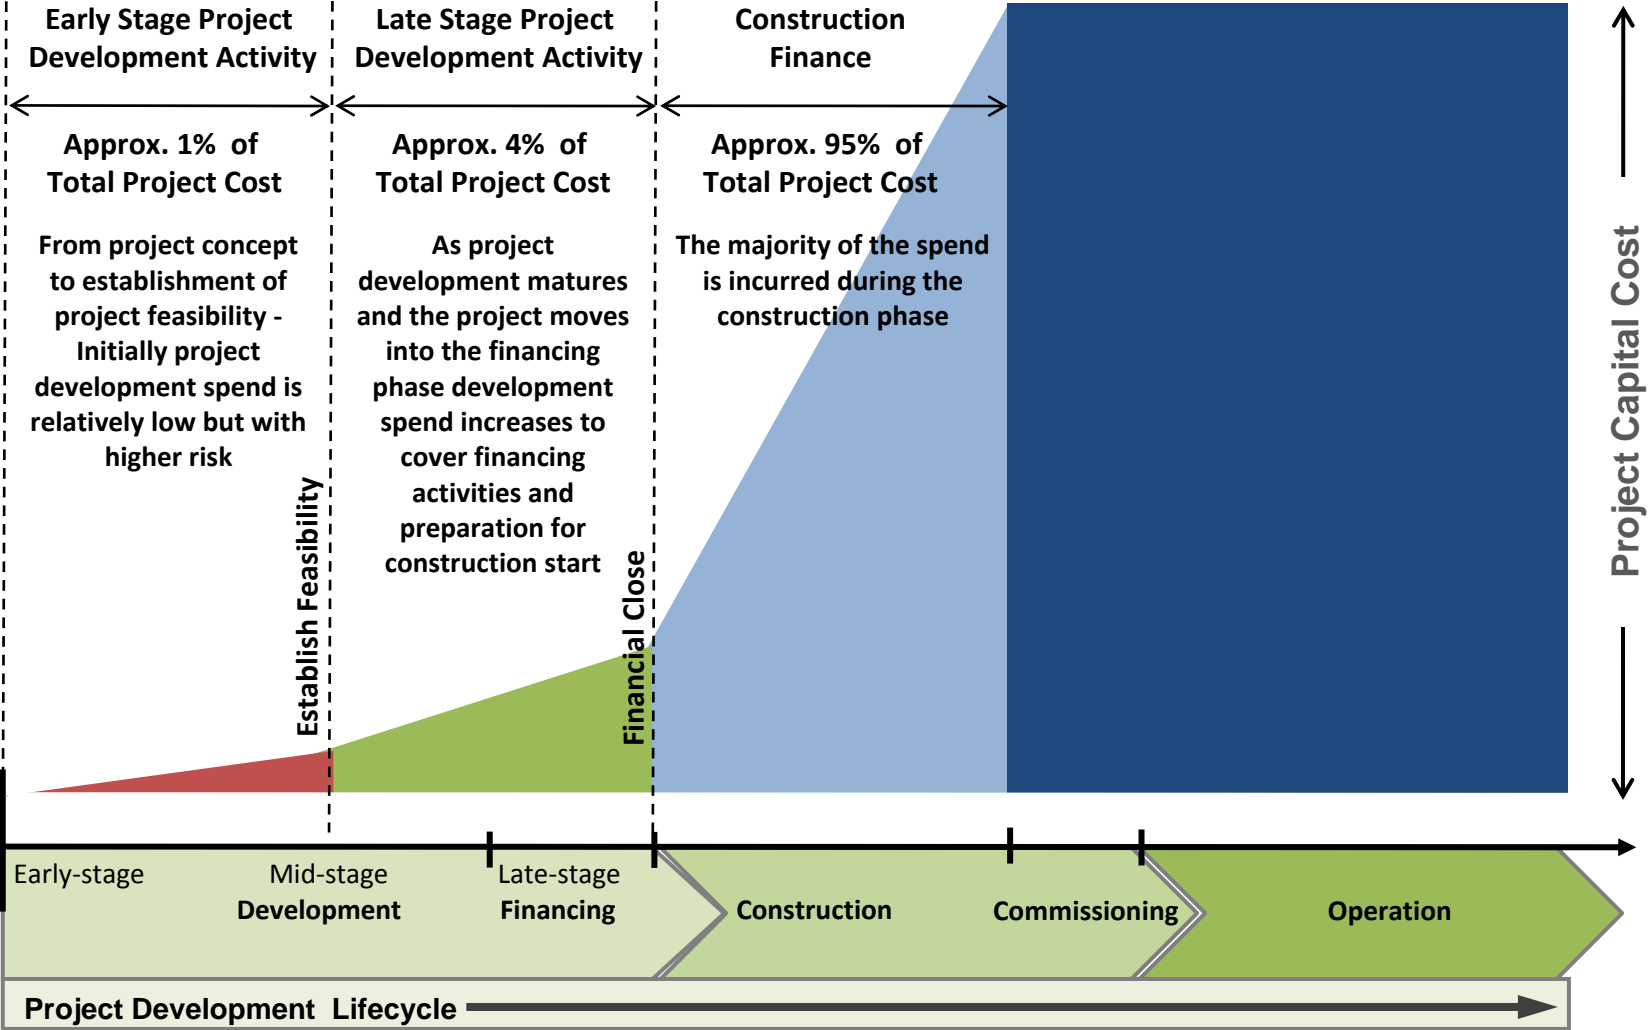 Early Stage Project
Development Activity
Approx. 1% of
Total Project Cost
From project concept
to establishment of
project feasibility -
Initially project
development spend is
relatively low but with
higher risk
Establish Feasibility
Late Stage Project
Development Activity
Approx. 4% of
Total Project Cost
As project
development matures
and the project moves
into the financing
phase development
spend increases to
cover financing
activities and
preparation for
construction start
Financial Close
Construction
Finance
Approx. 95% of
Total Project Cost
The majority of the spend
is incurred during the
construction phase
Project Capital Cost
Early-stage
Mid-stage
Development
Late-stage
Financing
Construction
Commissioning
Operation
Project Development Lifecycle